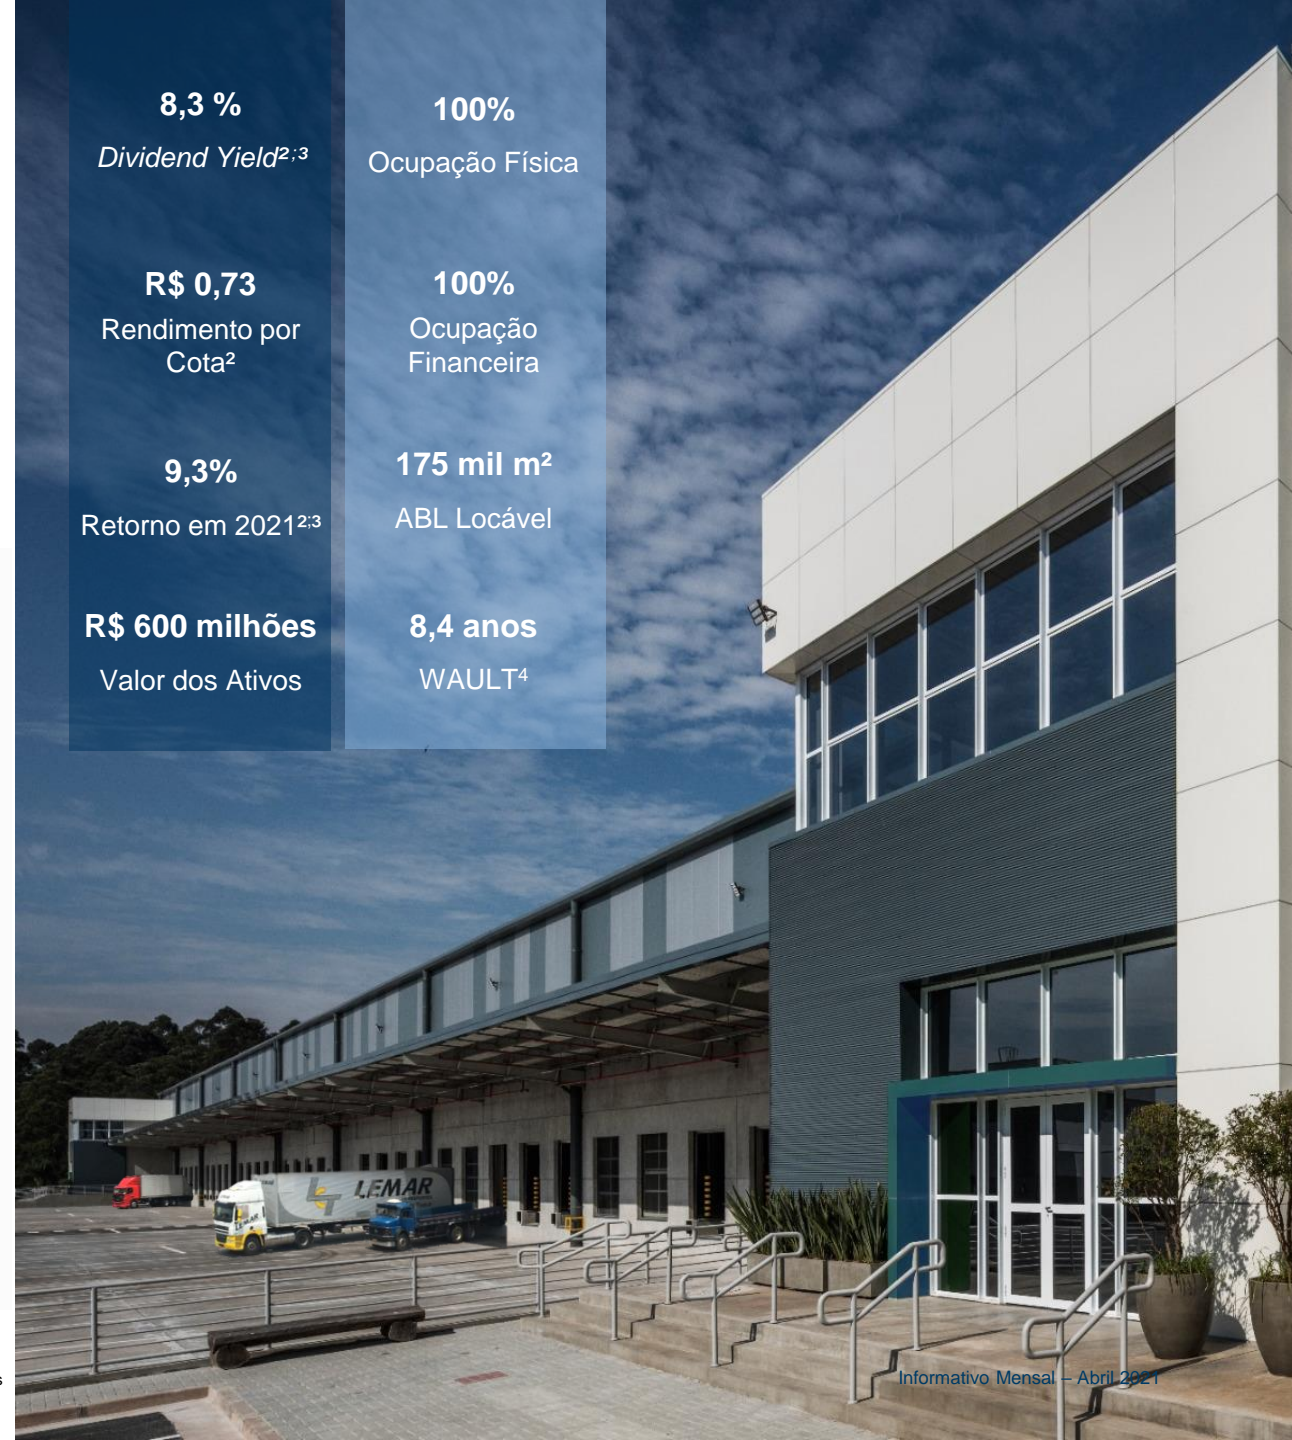 8,3 %
Dividend Yield²;³
R$ 0,73
Rendimento por
Cota²
9,3%
Retorno em 2021²;³
R$ 600 milhões
Valor dos Ativos
100%
Ocupação Física
100%
Ocupação
Financeira
175 mil m²
ABL Locável
8,4 anos
WAULT⁴
LEMAR
s
Informativo Mensal – Abril 2021